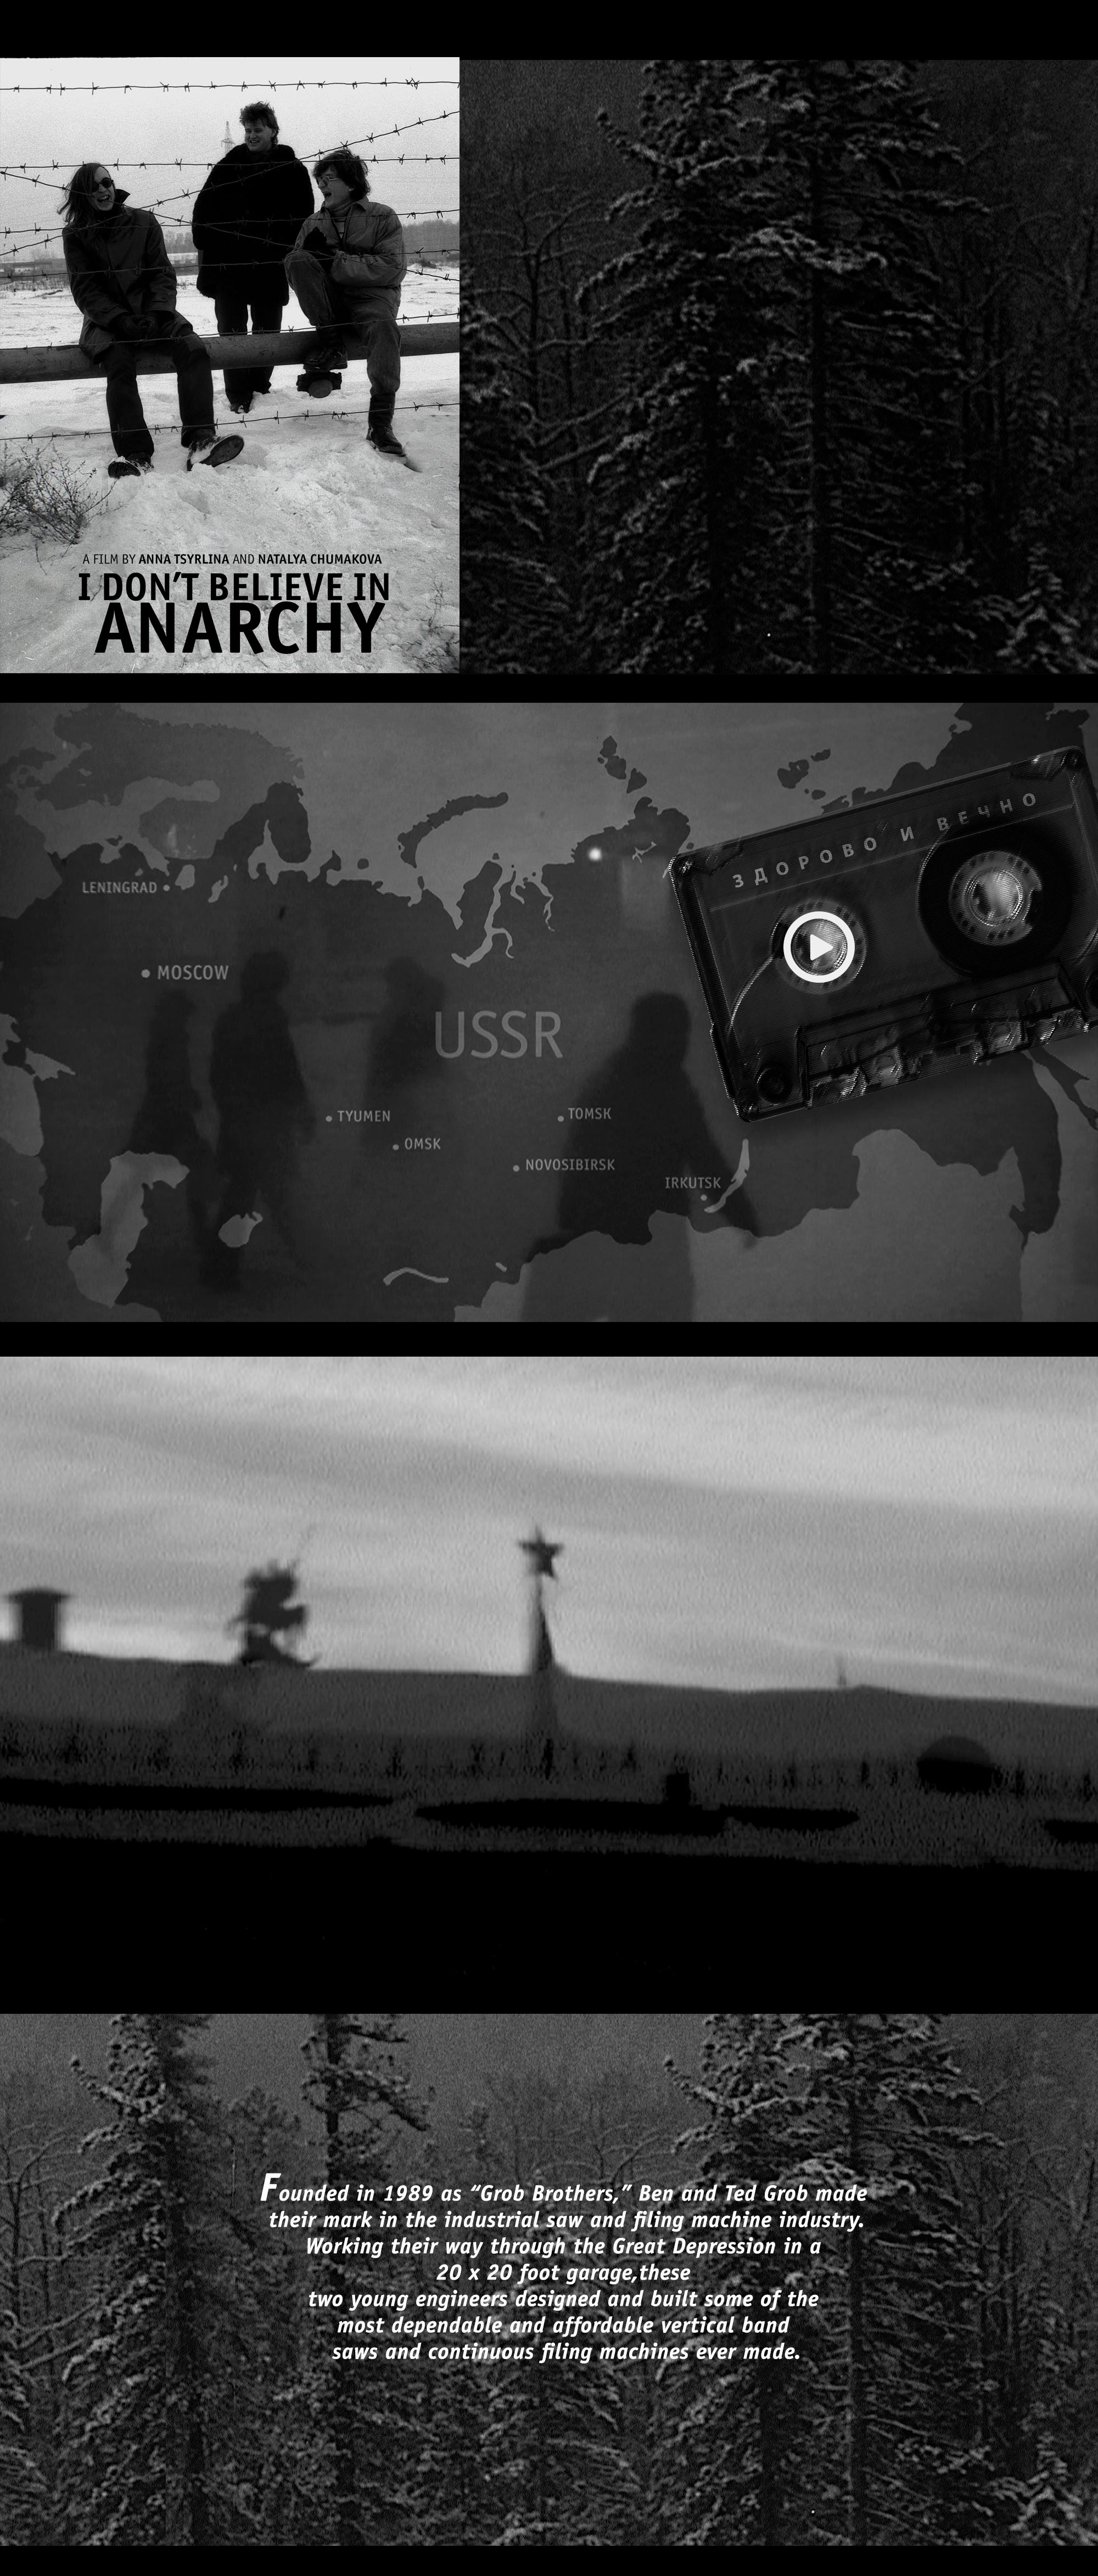 A FILM BY ANNA TSYRLINA AND NATALYA CHUMAKOVA
I DON'T BELIEVE IN
ANARCHY
ЗДОРОВО И ВЕЧНО
LENINGRAD
MOSCOW
USSR
TYUMEN
TOMSK
OMSK
NOVOSIBIRSK
IRKUTSK
Founded in 1989 as “Grob Brothers,” Ben and Ted Grob made
their mark in the industrial saw and filing machine industry.
Working their way through the Great Depression in a
20 x 20 foot garage,these
two young engineers designed and built some of the
most dependable and affordable vertical band
saws and continuous filing machines ever made.